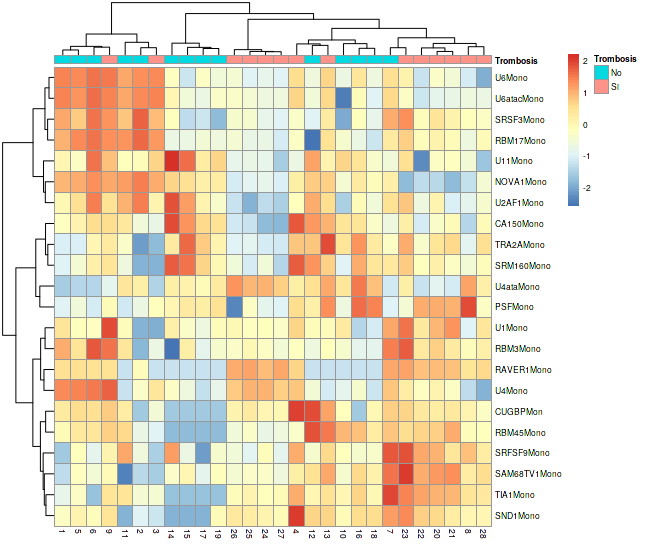 Trombosis
U6Mono
U6atacMono
SRSF3Mono
RBM17Mono
U11Mono
NOVA1Mono
U2AF1Mono
CA150Mono
TRA2AMono
SRM160Mono
U4ataMono
PSFMono
U1Mono
RBM3Mono
RAVER1Mono
U4Mono
CUGBPMon
RBM45Mono
SRFSF9Mono
SAM68TV1Mono
TIA1Mono
SND1Mono
1 5 6 9 11 2 3 14 15 17 19 26 25 24 27 4 12 13 10 16 18 7 23 22 20 21 8 28
2
1
0
-1
-2
Trombosis
No
SI